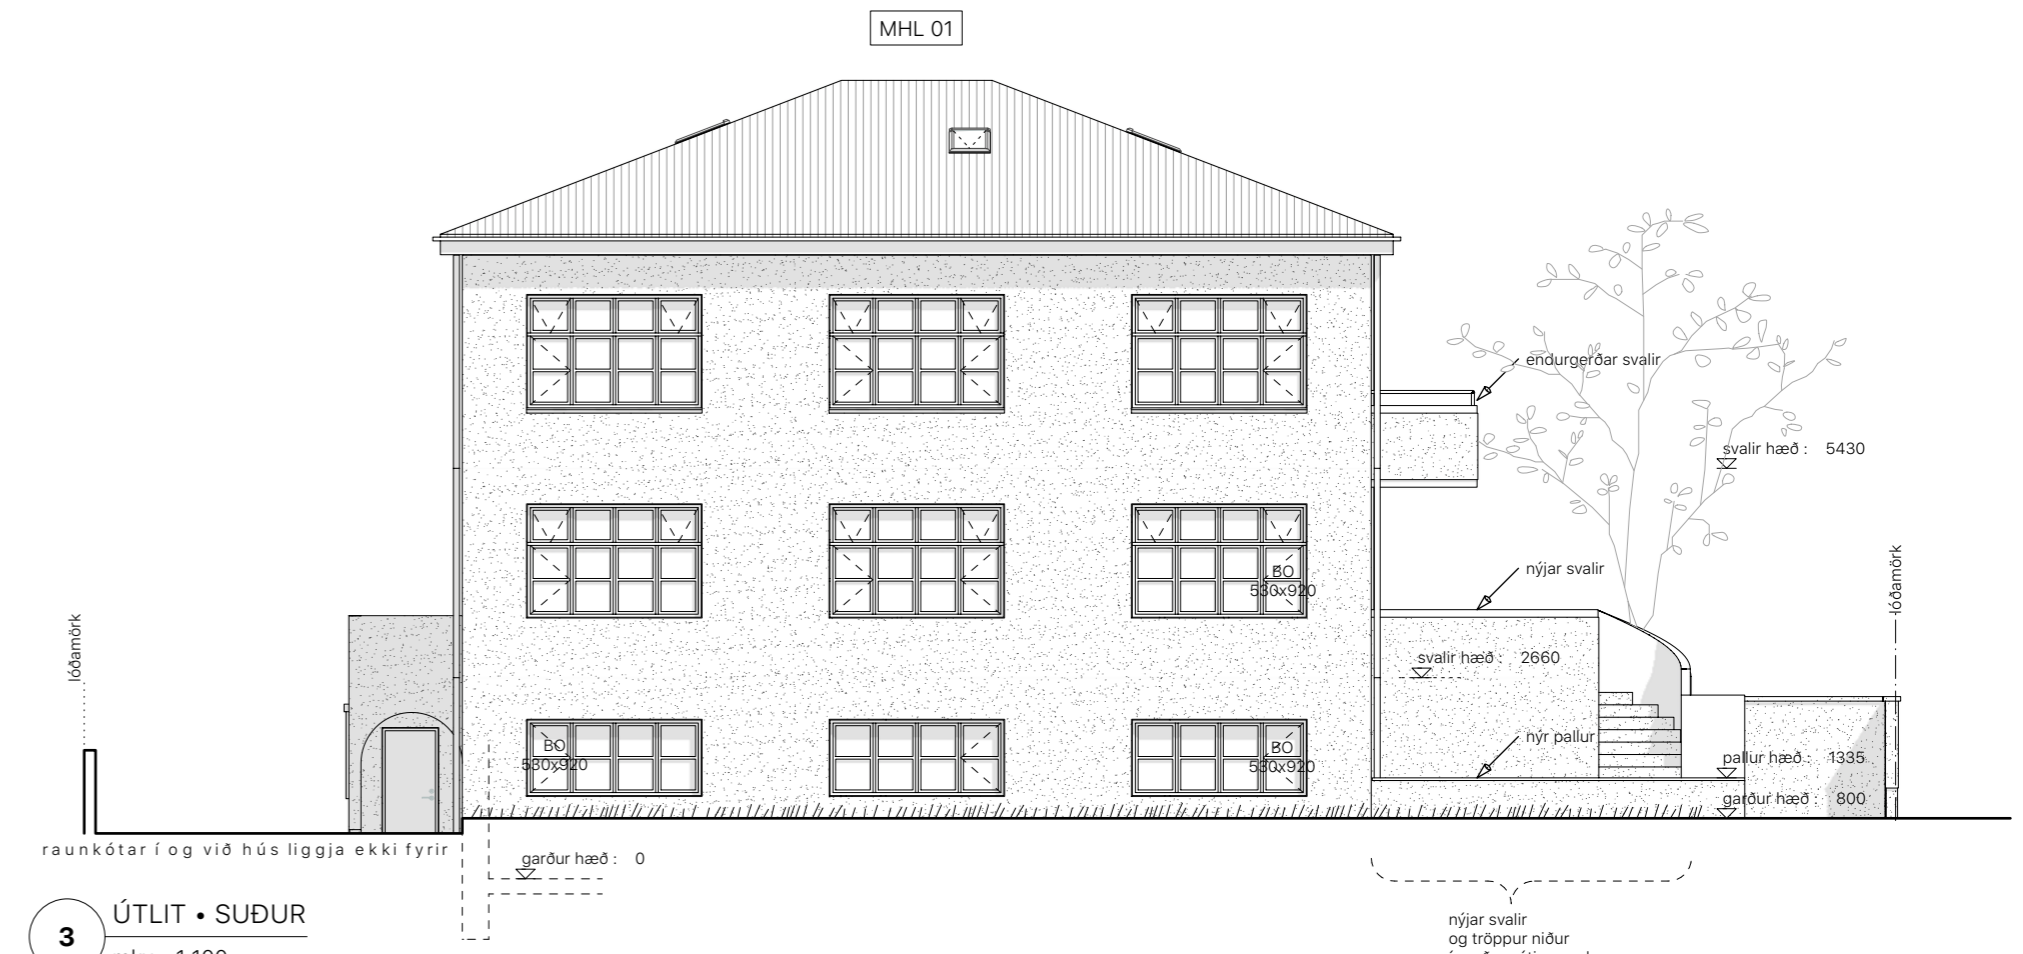 MHL 01
endurgerðar svalir
svalir hæð : 5430
nýjar svalir
BO
530x920
lóðamörk
lóðamörk
svalir hæð : 2660
nýr pallur
BO
530x920
BO
530x920
pallur hæð : 1335
garður hæð : 800
raunkótar í og við hús liggja ekki fyrir
garður hæð : 0
3
ÚTLIT • SUÐUR
nýjar svalir
og tröppur niður